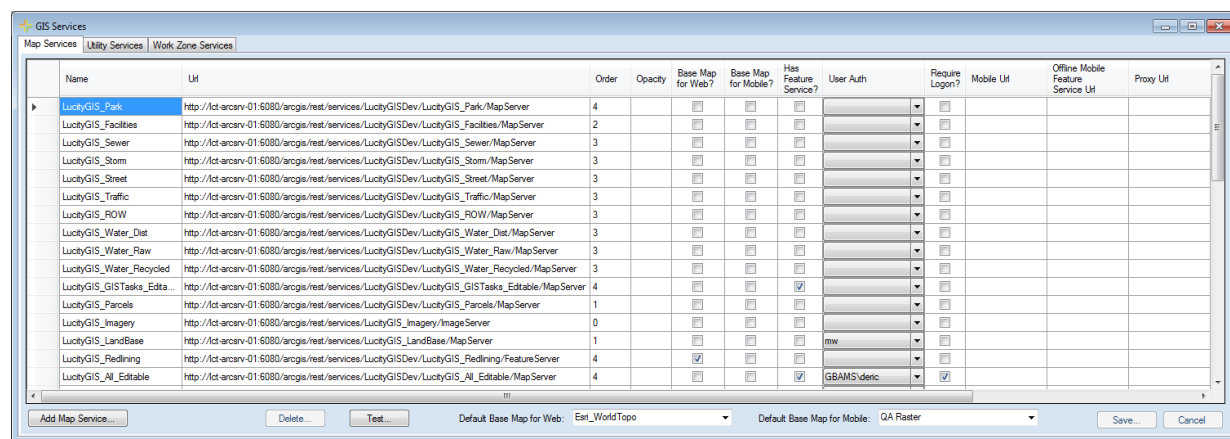 GIS Services
Map Services Utility Services Work Zone Services
Name Url Order Opacity Base Map for Web? Base Map for Mobile? Has Feature Service? User Auth Require Logon? Mobile Url Offline Mobile Feature Service Url Proxy Url
LucityGIS_Park http://lct-arcsrv-01:6080/arcgis/rest/services/LucityGISDev/LucityGIS_Park/MapServer 4
LucityGIS_Facilities http://lct-arcsrv-01:6080/arcgis/rest/services/LucityGISDev/LucityGIS_Facilities/MapServer 2
LucityGIS_Sewer http://lct-arcsrv-01:6080/arcgis/rest/services/LucityGISDev/LucityGIS_Sewer/MapServer 3
LucityGIS_Storm http://lct-arcsrv-01:6080/arcgis/rest/services/LucityGISDev/LucityGIS_Storm/MapServer 3
LucityGIS_Street http://lct-arcsrv-01:6080/arcgis/rest/services/LucityGISDev/LucityGIS_Street/MapServer 3
LucityGIS_Traffic http://lct-arcsrv-01:6080/arcgis/rest/services/LucityGISDev/LucityGIS_Traffic/MapServer 3
LucityGIS_ROW http://lct-arcsrv-01:6080/arcgis/rest/services/LucityGISDev/LucityGIS_ROW/MapServer 3
LucityGIS_Water_Dist http://lct-arcsrv-01:6080/arcgis/rest/services/LucityGISDev/LucityGIS_Water_Dist/MapServer 3
LucityGIS_Water_Raw http://lct-arcsrv-01:6080/arcgis/rest/services/LucityGISDev/LucityGIS_Water_Raw/MapServer 3
LucityGIS_Water_Recycled http://lct-arcsrv-01:6080/arcgis/rest/services/LucityGISDev/LucityGIS_Water_Recycled/MapServer 3
LucityGIS_GISTasks_Edita... http://lct-arcsrv-01:6080/arcgis/rest/services/LucityGISDev/LucityGIS_GISTasks_Editable/MapServer 4
LucityGIS_Parcels http://lct-arcsrv-01:6080/arcgis/rest/services/LucityGISDev/LucityGIS_Parcels/MapServer 1
LucityGIS_Imagery http://lct-arcsrv-01:6080/arcgis/rest/services/LucityGIS_Imagery/ImageServer 0
LucityGIS_LandBase http://lct-arcsrv-01:6080/arcgis/rest/services/LucityGIS_LandBase/MapServer 1 mw
LucityGIS_Redlining http://lct-arcsrv-01:6080/arcgis/rest/services/LucityGISDev/LucityGIS_Redlining/FeatureServer 4
LucityGIS_All_Editable http://lct-arcsrv-01:6080/arcgis/rest/services/LucityGISDev/LucityGIS_All_Editable/MapServer 4 GBAMS\deric
Add Map Service... Delete... Test... Default Base Map for Web: Esri_WorldTopo Default Base Map for Mobile: QA Raster Save... Cancel